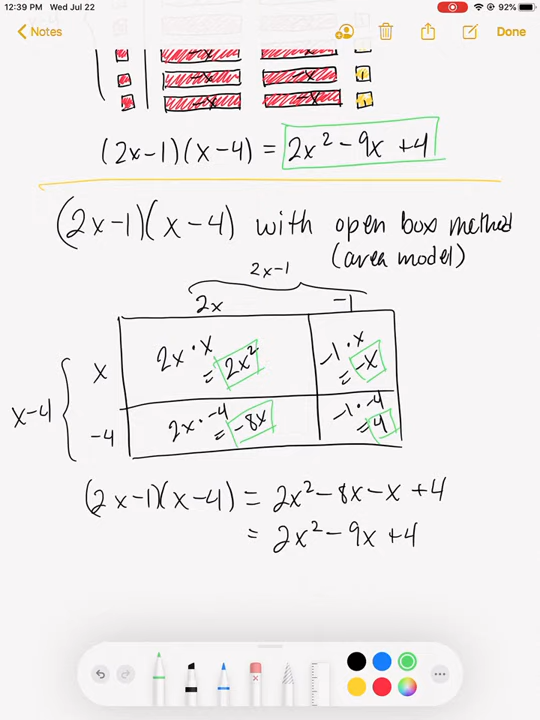 12:39 PM Wed Jul 22 92%
Notes Done
-x -x
-x -x
-x -x
(2x-1)(x-4) = 2x² - 9x + 4
(2x-1)(x-4) with open box method
(area model)
2x-1
2x -1
x 2x · x = 2x² -1 · x = -x
x-4
-4 2x · -4 = -8x -1 · -4 = 4
(2x-1)(x-4) = 2x² - 8x - x + 4
= 2x² - 9x + 4